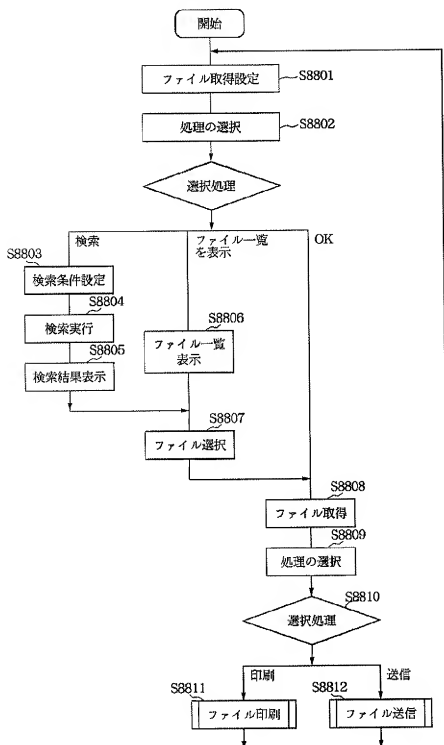 開始
ファイル取得設定
S8801
処理の選択
S8802
選択処理
検索
ファイル一覧
を表示
OK
S8803
検索条件設定
S8804
検索実行
S8805
検索結果表示
S8806
ファイル一覧
表示
S8807
ファイル選択
S8808
ファイル取得
S8809
処理の選択
S8810
選択処理
印刷
送信
S8811
ファイル印刷
S8812
ファイル送信